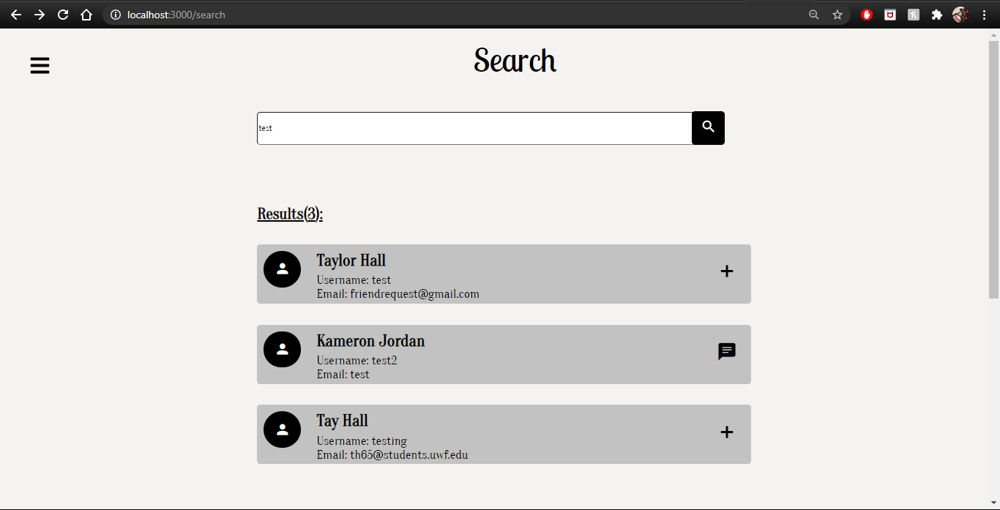 localhost:3000/search
Search
test
Results(3):
Taylor Hall
Username: test
Email: friendrequest@gmail.com
Kameron Jordan
Username: test2
Email: test
Tay Hall
Username: testing
Email: th65@students.uwf.edu